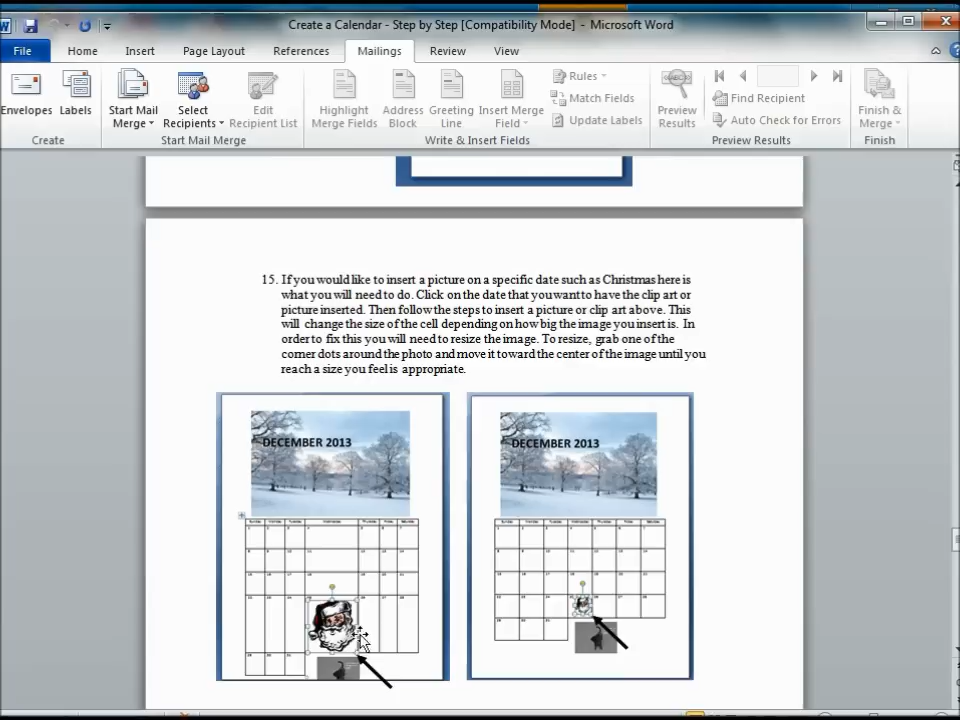 Create a Calendar - Step by Step [Compatibility Mode] - Microsoft Word
File Home Insert Page Layout References Mailings Review View
Envelopes Labels Start Mail Merge Select Recipients Edit Recipient List Highlight Merge Fields Address Block Greeting Line Insert Merge Field Rules Match Fields Update Labels Preview Results Find Recipient Auto Check for Errors Finish & Merge
Create Start Mail Merge Write & Insert Fields Preview Results Finish
15. If you would like to insert a picture on a specific date such as Christmas here is
what you will need to do. Click on the date that you want to have the clip art or
picture inserted. Then follow the steps to insert a picture or clip art above. This
will change the size of the cell depending on how big the image you insert is. In
order to fix this you will need to resize the image. To resize, grab one of the
corner dots around the photo and move it toward the center of the image until you
reach a size you feel is appropriate.
DECEMBER 2013 DECEMBER 2013